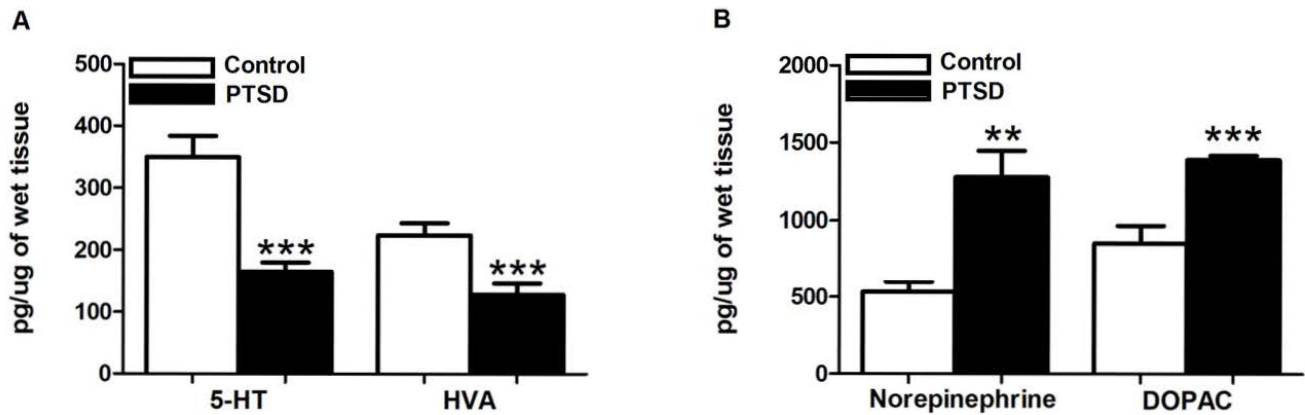 A
pg/ug of wet tissue
500
400
300
200
100
0
Control
PTSD
***
***
5-HT
HVA
B
pg/ug of wet tissue
2000
1500
1000
500
0
Control
PTSD
**
***
Norepinephrine
DOPAC